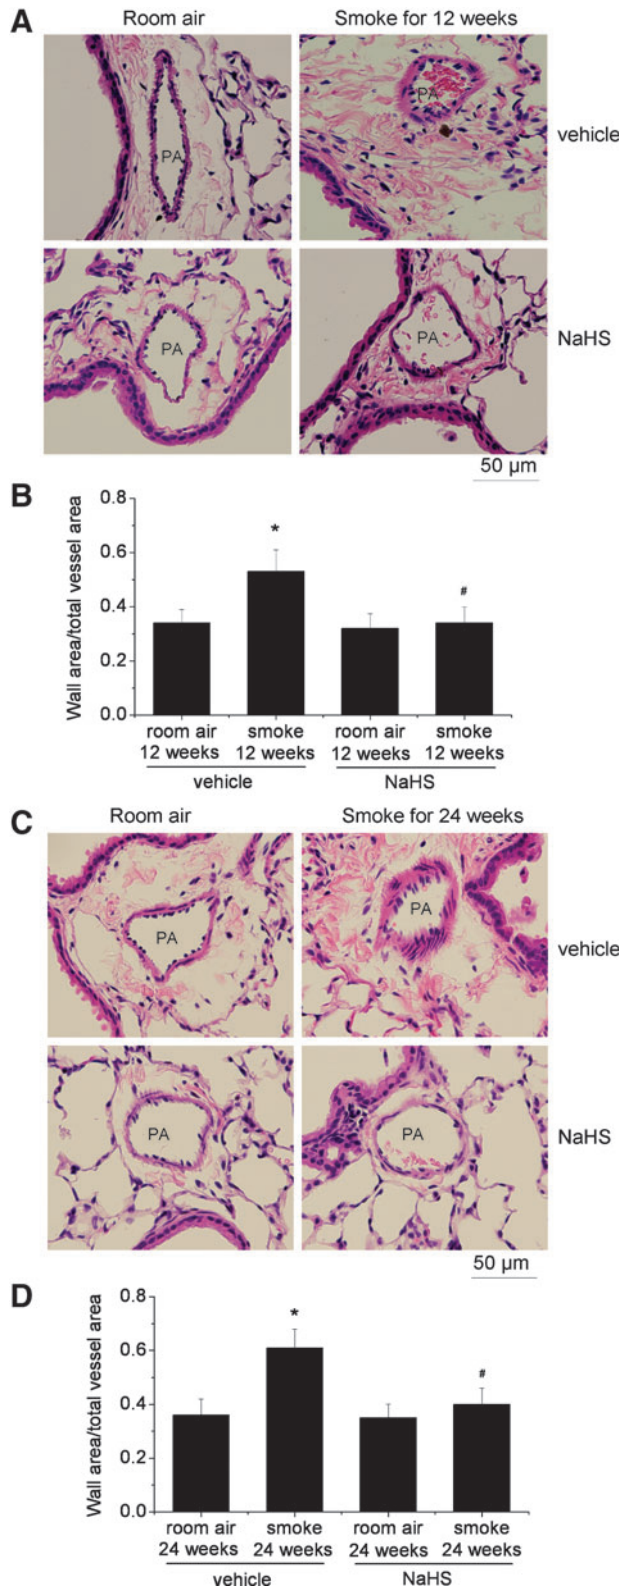 A
Room air
Smoke for 12 weeks
PA
PA
vehicle
PA
PA
NaHS
50 µm
B
Wall area/total vessel area
0.8
0.6
0.4
0.2
0.0
*
#
room air
12 weeks
smoke
12 weeks
room air
12 weeks
smoke
12 weeks
vehicle
NaHS
C
Room air
Smoke for 24 weeks
PA
PA
vehicle
PA
PA
NaHS
50 µm
D
Wall area/total vessel area
0.8
0.6
0.4
0.2
0.0
*
#
room air
24 weeks
smoke
24 weeks
room air
24 weeks
smoke
24 weeks
vehicle
NaHS